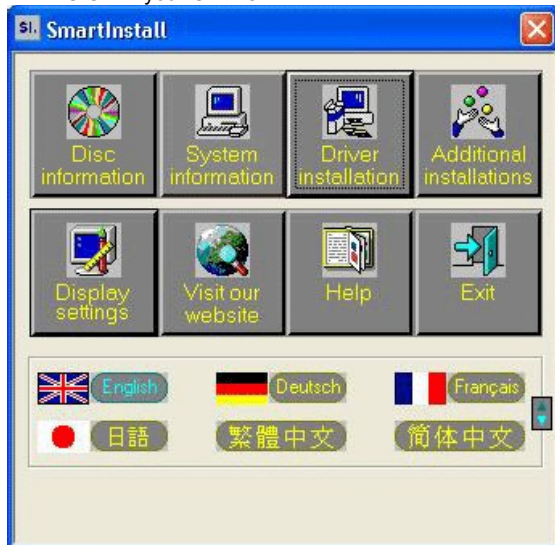 SI. SmartInstall
Disc
information
System
information
Driver
installation
Additional
installations
Display
settings
Visit our
website
Help
Exit
English
Deutsch
Français
日語
繁體中文
简体中文